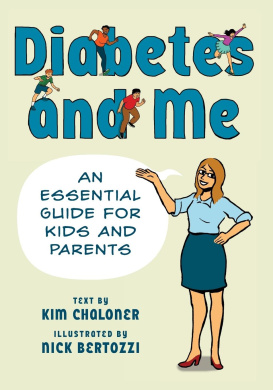 Diabetes
and Me
AN
ESSENTIAL
GUIDE FOR
KIDS AND
PARENTS
TEXT BY
KIM CHALONER
ILLUSTRATED BY
NICK BERTOZZI